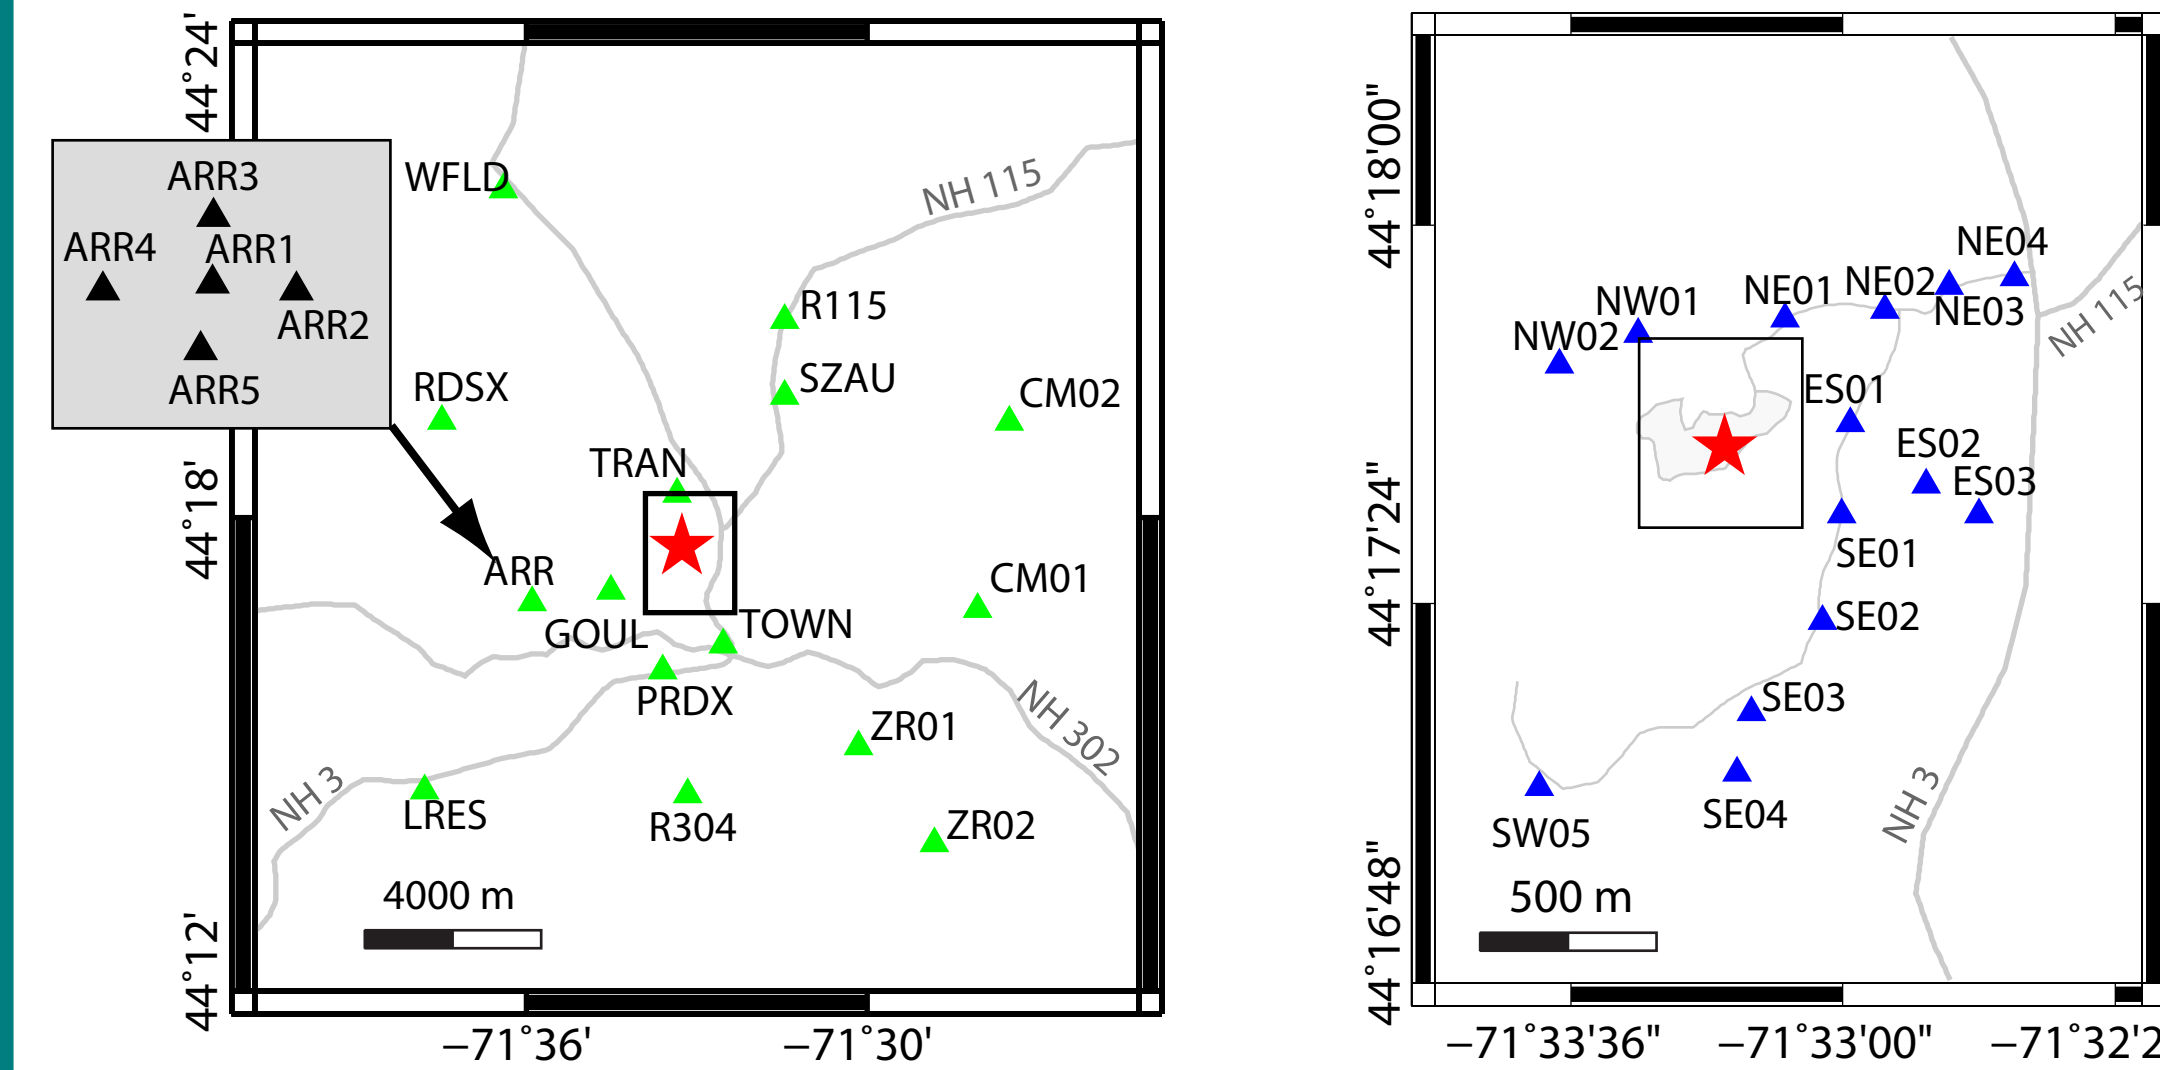 44°24'
44°18'
44°12'
−71°36'
−71°30'
ARR3
ARR4
ARR1
ARR2
ARR5
WFLD
NH 115
R115
SZAU
RDSX
CM02
TRAN
ARR
CM01
GOUL
TOWN
PRDX
ZR01
NH 302
NH 3
LRES
R304
ZR02
4000 m
44°18'00"
44°17'24"
44°16'48"
−71°33'36"
−71°33'00"
−71°32'2
NE04
NE02
NE01
NW01
NE03
NH 115
NW02
ES01
ES02
ES03
SE01
SE02
SE03
NH 3
SE04
SW05
500 m